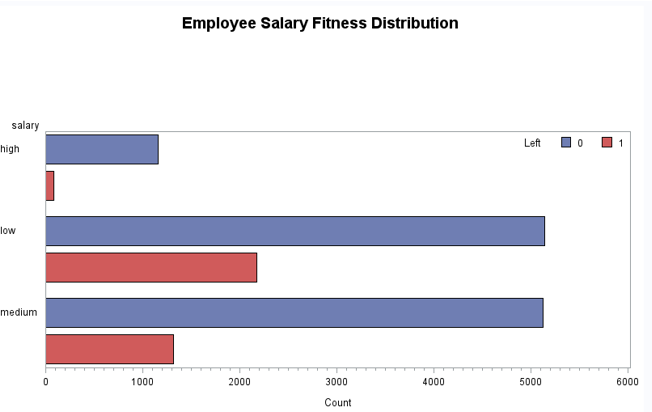 Employee Salary Fitness Distribution
salary
Left 0 1
high
low
medium
0 1000 2000 3000 4000 5000 6000
Count